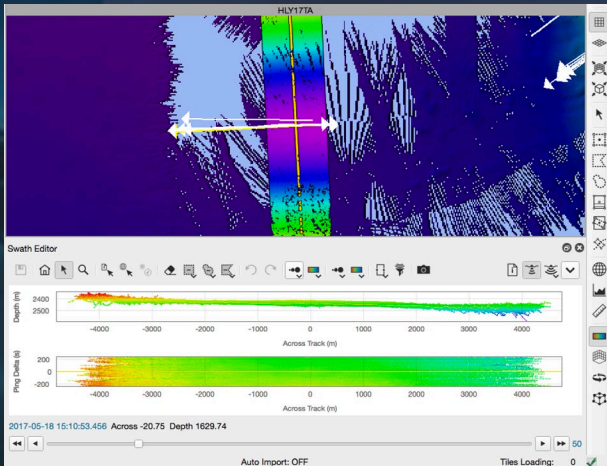 HLY17TA
Swath Editor
Depth (m)
2400
2500
-4000 -3000 -2000 -1000 0 1000 2000 3000 4000
Across Track (m)
Ping Delta (s)
200
0
-200
-4000 -3000 -2000 -1000 0 1000 2000 3000 4000
Across Track (m)
2017-05-18 15:10:53.456 Across -20.75 Depth 1629.74
50
Auto Import: OFF Tiles Loading: 0